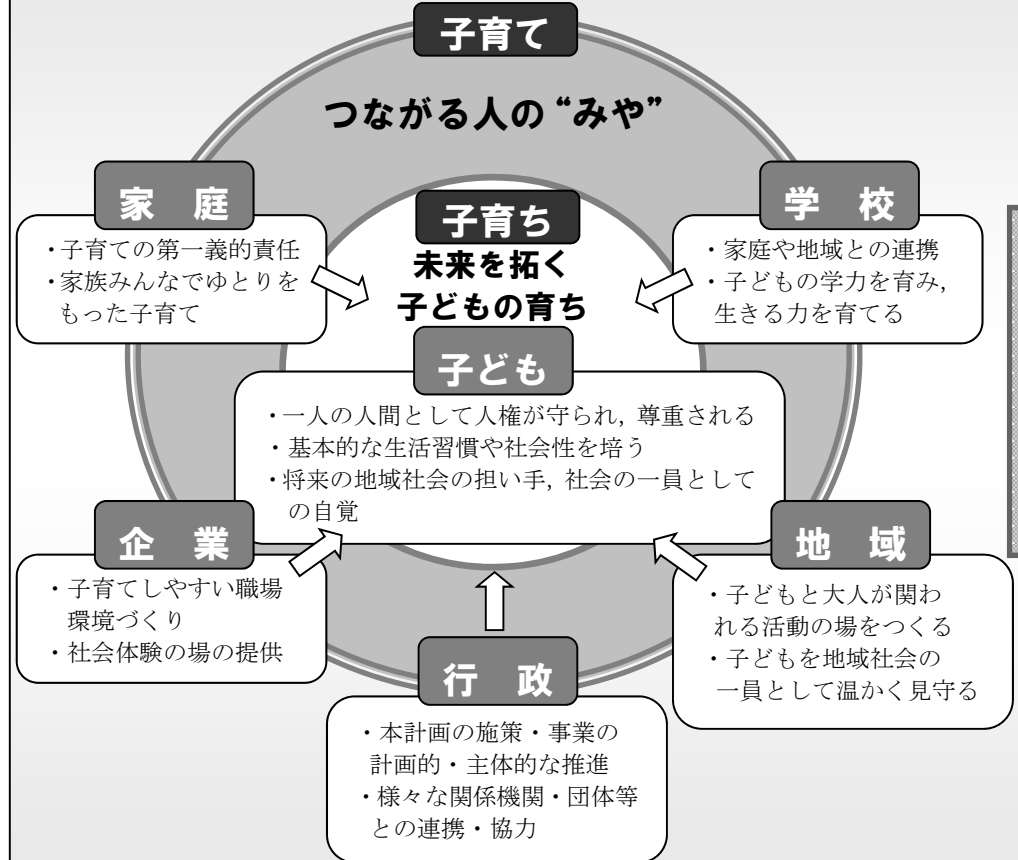 子育て
つながる人の“みや”
家 庭
・子育ての第一義的責任
・家族みんなでゆとりを
もった子育て
子育ち
未来を拓く
子どもの育ち
学 校
・家庭や地域との連携
・子どもの学力を育み,
生きる力を育てる
子ども
・一人の人間として人権が守られ, 尊重される
・基本的な生活習慣や社会性を培う
・将来の地域社会の担い手, 社会の一員として
の自覚
企 業
・子育てしやすい職場
環境づくり
・社会体験の場の提供
地 域
・子どもと大人が関わ
れる活動の場をつくる
・子どもを地域社会の
一員として温かく見守る
行 政
・本計画の施策・事業の
計画的・主体的な推進
・様々な関係機関・団体等
との連携・協力